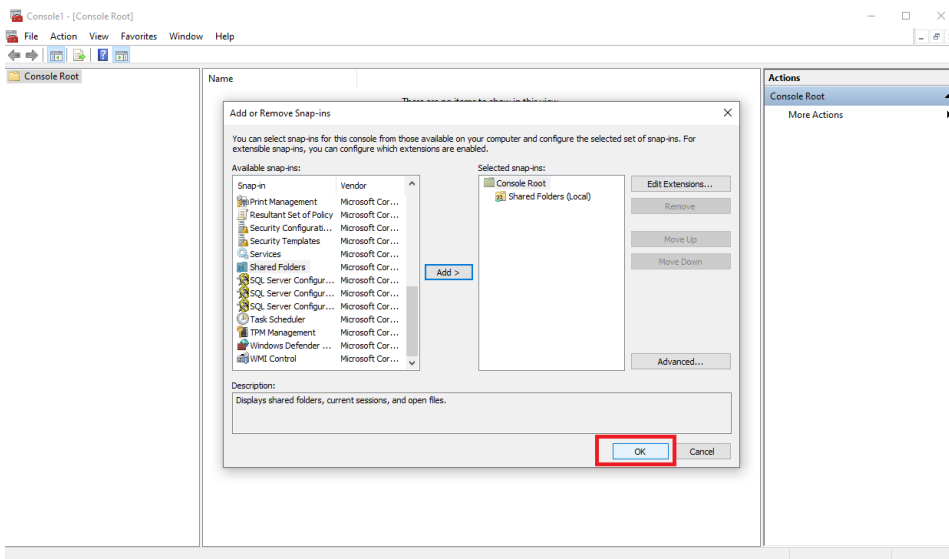 Console1 - [Console Root]
File Action View Favorites Window Help
Console Root
Name
Actions
Console Root
More Actions
Add or Remove Snap-ins
You can select snap-ins for this console from those available on your computer and configure the selected set of snap-ins. For
extensible snap-ins, you can configure which extensions are enabled.
Available snap-ins:
Snap-in Vendor
Print Management Microsoft Cor...
Resultant Set of Policy Microsoft Cor...
Security Configurati... Microsoft Cor...
Security Templates Microsoft Cor...
Services Microsoft Cor...
Shared Folders Microsoft Cor...
SQL Server Configur... Microsoft Cor...
SQL Server Configur... Microsoft Cor...
SQL Server Configur... Microsoft Cor...
Task Scheduler Microsoft Cor...
TPM Management Microsoft Cor...
Windows Defender ... Microsoft Cor...
WMI Control Microsoft Cor...
Add >
Selected snap-ins:
Console Root
Shared Folders (Local)
Edit Extensions...
Remove
Move Up
Move Down
Advanced...
Description:
Displays shared folders, current sessions, and open files.
OK
Cancel